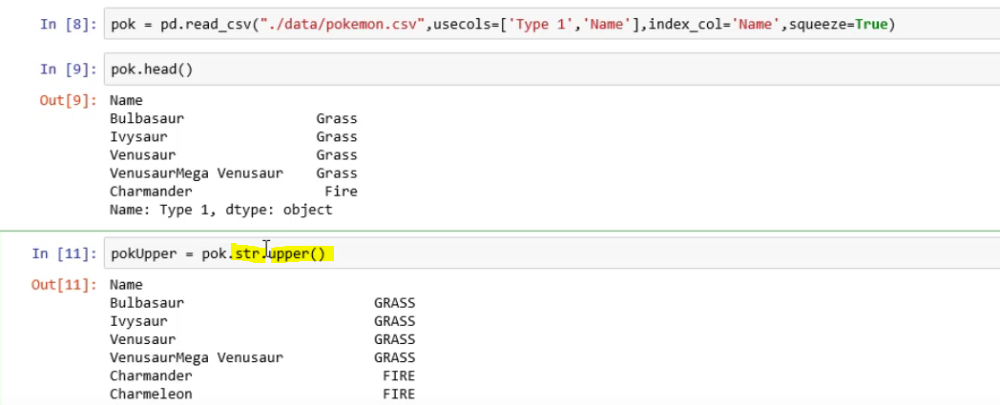 In [8]: pok = pd.read_csv("./data/pokemon.csv",usecols=['Type 1','Name'],index_col='Name',squeeze=True)
In [9]: pok.head()
Out[9]: Name
Bulbasaur Grass
Ivysaur Grass
Venusaur Grass
VenusaurMega Venusaur Grass
Charmander Fire
Name: Type 1, dtype: object
In [11]: pokUpper = pok.str.upper()
Out[11]: Name
Bulbasaur GRASS
Ivysaur GRASS
Venusaur GRASS
VenusaurMega Venusaur GRASS
Charmander FIRE
Charmeleon FIRE